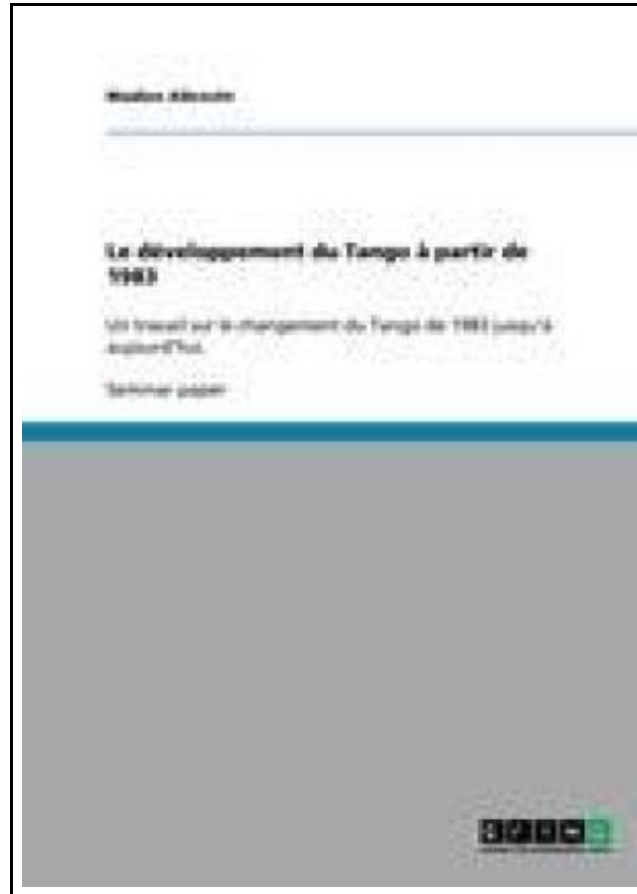 Le développement du Tango à partir de
1983
Un travail sur le changement du Tango de 1983 jusqu'à
aujourd'hui
Seminar paper